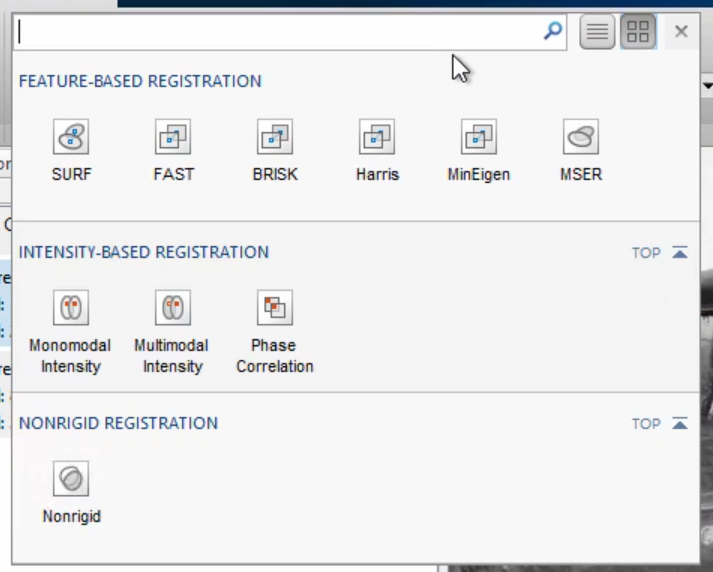 FEATURE-BASED REGISTRATION
SURF FAST BRISK Harris MinEigen MSER
INTENSITY-BASED REGISTRATION TOP
Monomodal Intensity
Multimodal Intensity
Phase Correlation
NONRIGID REGISTRATION TOP
Nonrigid